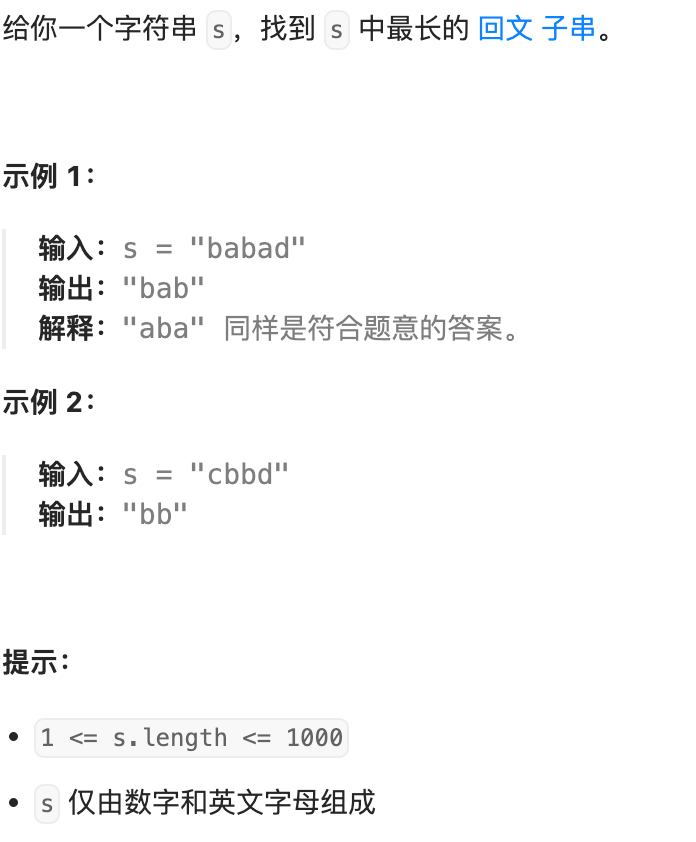 给你一个字符串 s，找到 s 中最长的 回文 子串。
示例 1：
输入：s = "babad"
输出："bab"
解释："aba" 同样是符合题意的答案。
示例 2：
输入：s = "cbbd"
输出："bb"
提示：
• 1 <= s.length <= 1000
• s 仅由数字和英文字母组成